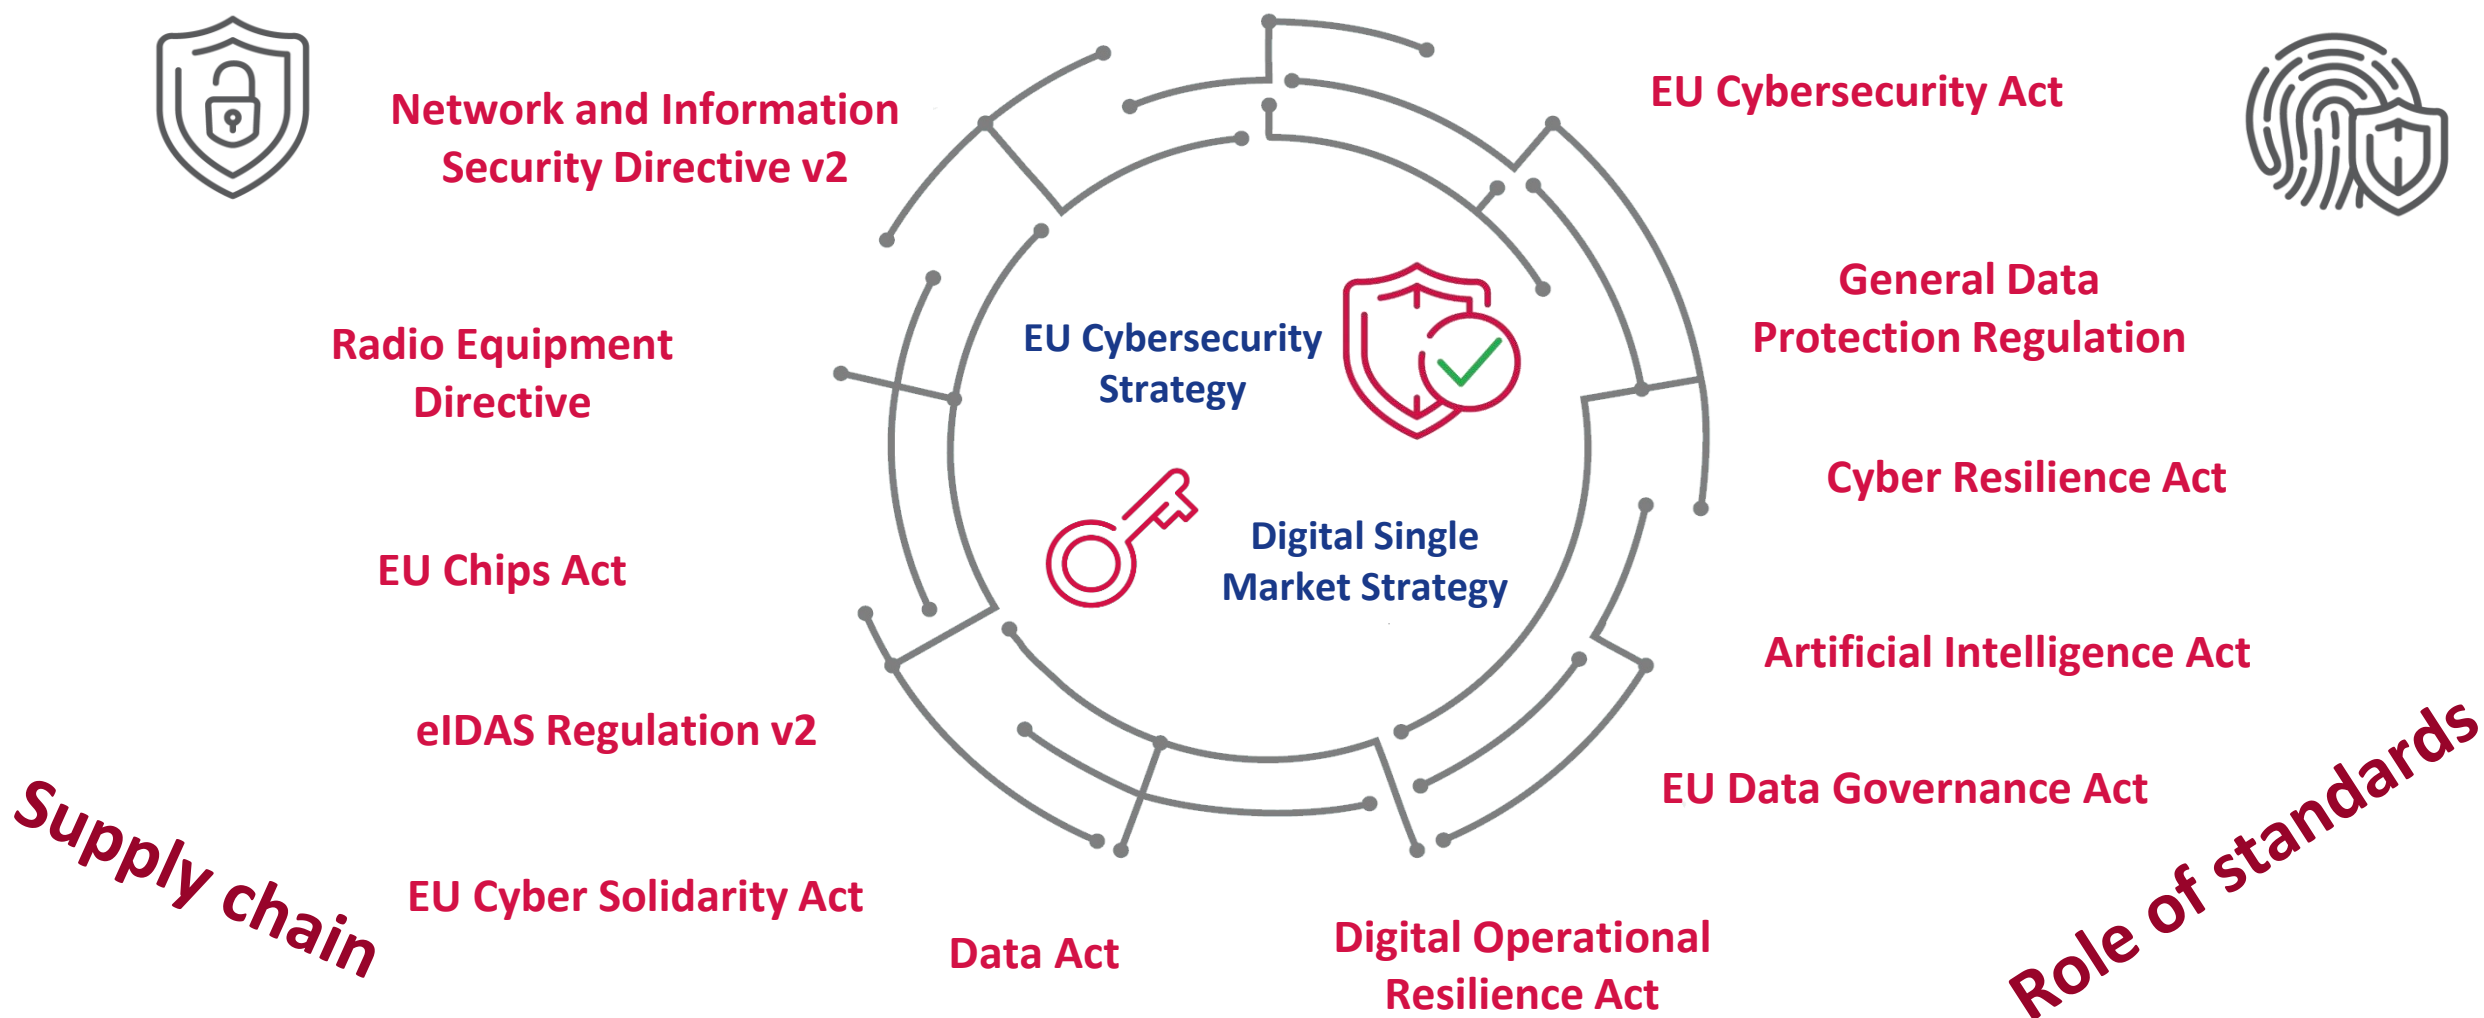 Network and Information
Security Directive v2
Radio Equipment
Directive
EU Chips Act
eIDAS Regulation v2
EU Cyber Solidarity Act
Supply chain
Data Act
EU Cybersecurity
Strategy
Digital Single
Market Strategy
EU Cybersecurity Act
General Data
Protection Regulation
Cyber Resilience Act
Artificial Intelligence Act
EU Data Governance Act
Digital Operational
Resilience Act
Role of standards